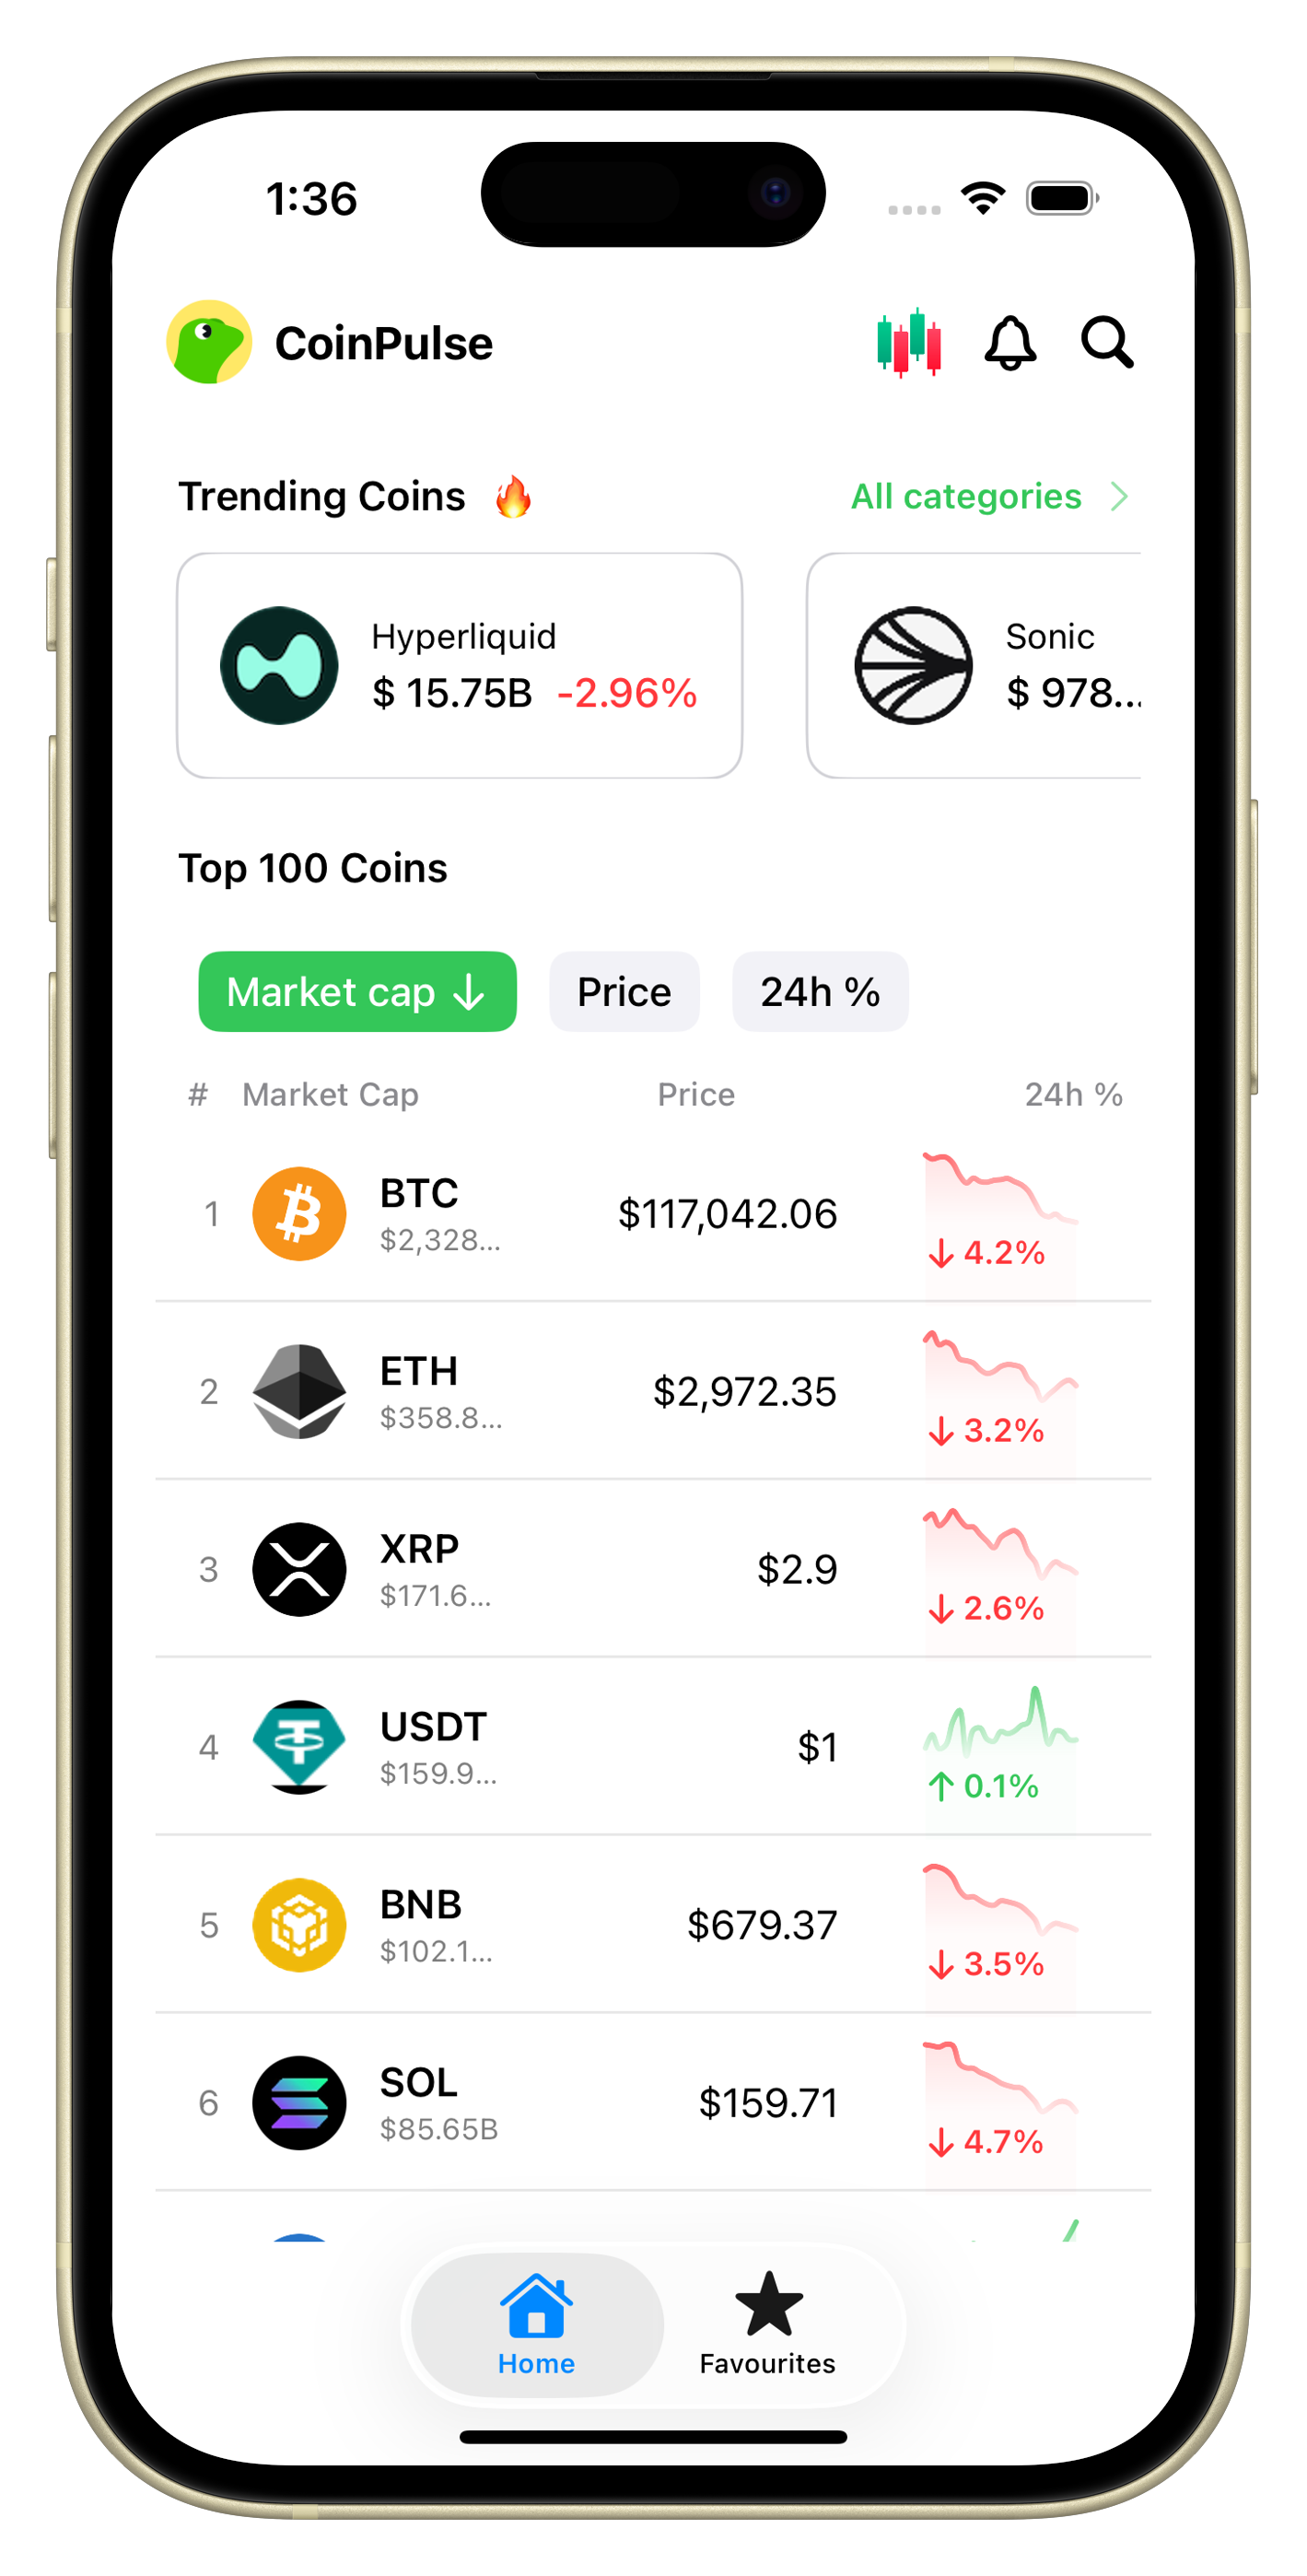 1:36
CoinPulse
Trending Coins 🔥 All categories >
Hyperliquid
$ 15.75B -2.96%
Sonic
$ 978...
Top 100 Coins
Market cap ↓ Price 24h %
# Market Cap Price 24h %
1 BTC $2,328... $117,042.06 ↓ 4.2%
2 ETH $358.8... $2,972.35 ↓ 3.2%
3 XRP $171.6... $2.9 ↓ 2.6%
4 USDT $159.9... $1 ↑ 0.1%
5 BNB $102.1... $679.37 ↓ 3.5%
6 SOL $85.65B $159.71 ↓ 4.7%
Home Favourites